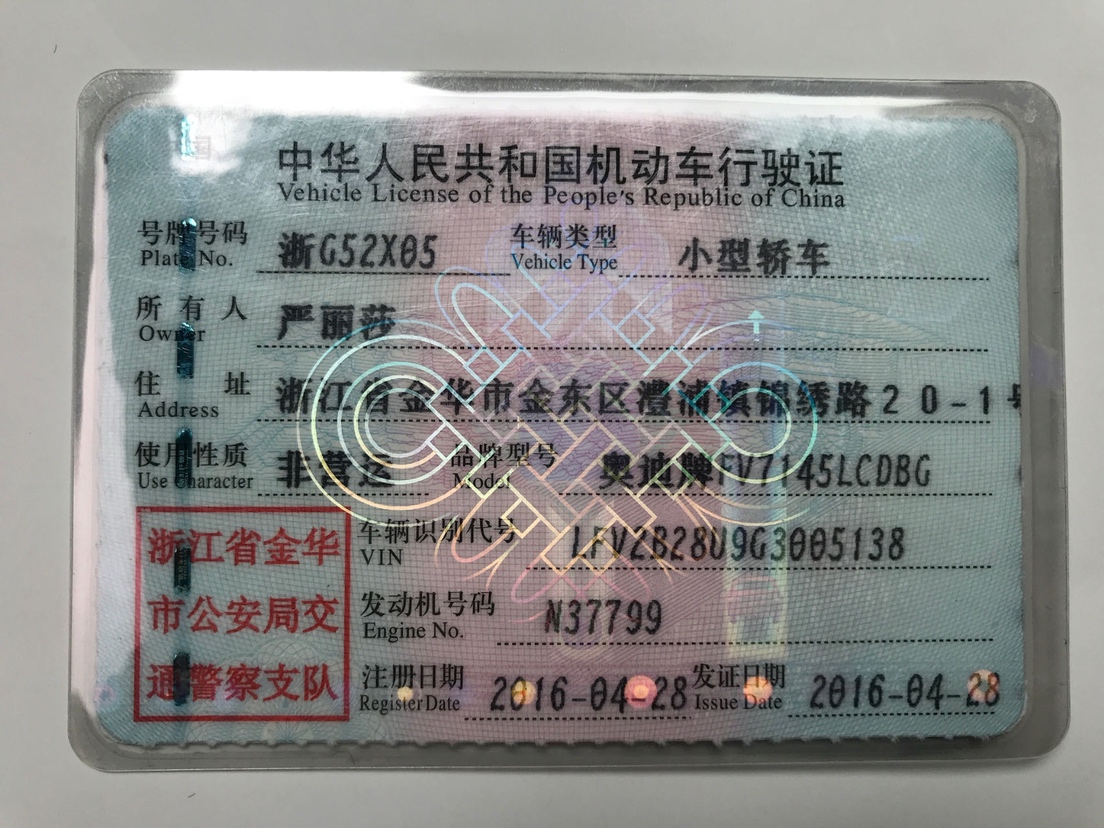 中华人民共和国机动车行驶证
Vehicle License of the People's Republic of China
号牌号码 浙G52X05 车辆类型 小型轿车
Plate No. Vehicle Type
所有人 严丽莎
Owner
住址 浙江省金华市金东区澧浦镇锦绣路20-1号
Address
使用性质 非营运 品牌型号 奥迪牌FV7145LCDBG
Use Character Model
浙江省金华
市公安局交
通警察支队
车辆识别代号 LFV2B28U9G3005138
VIN
发动机号码 N37799
Engine No.
注册日期 2016-04-28 发证日期 2016-04-28
Register Date Issue Date